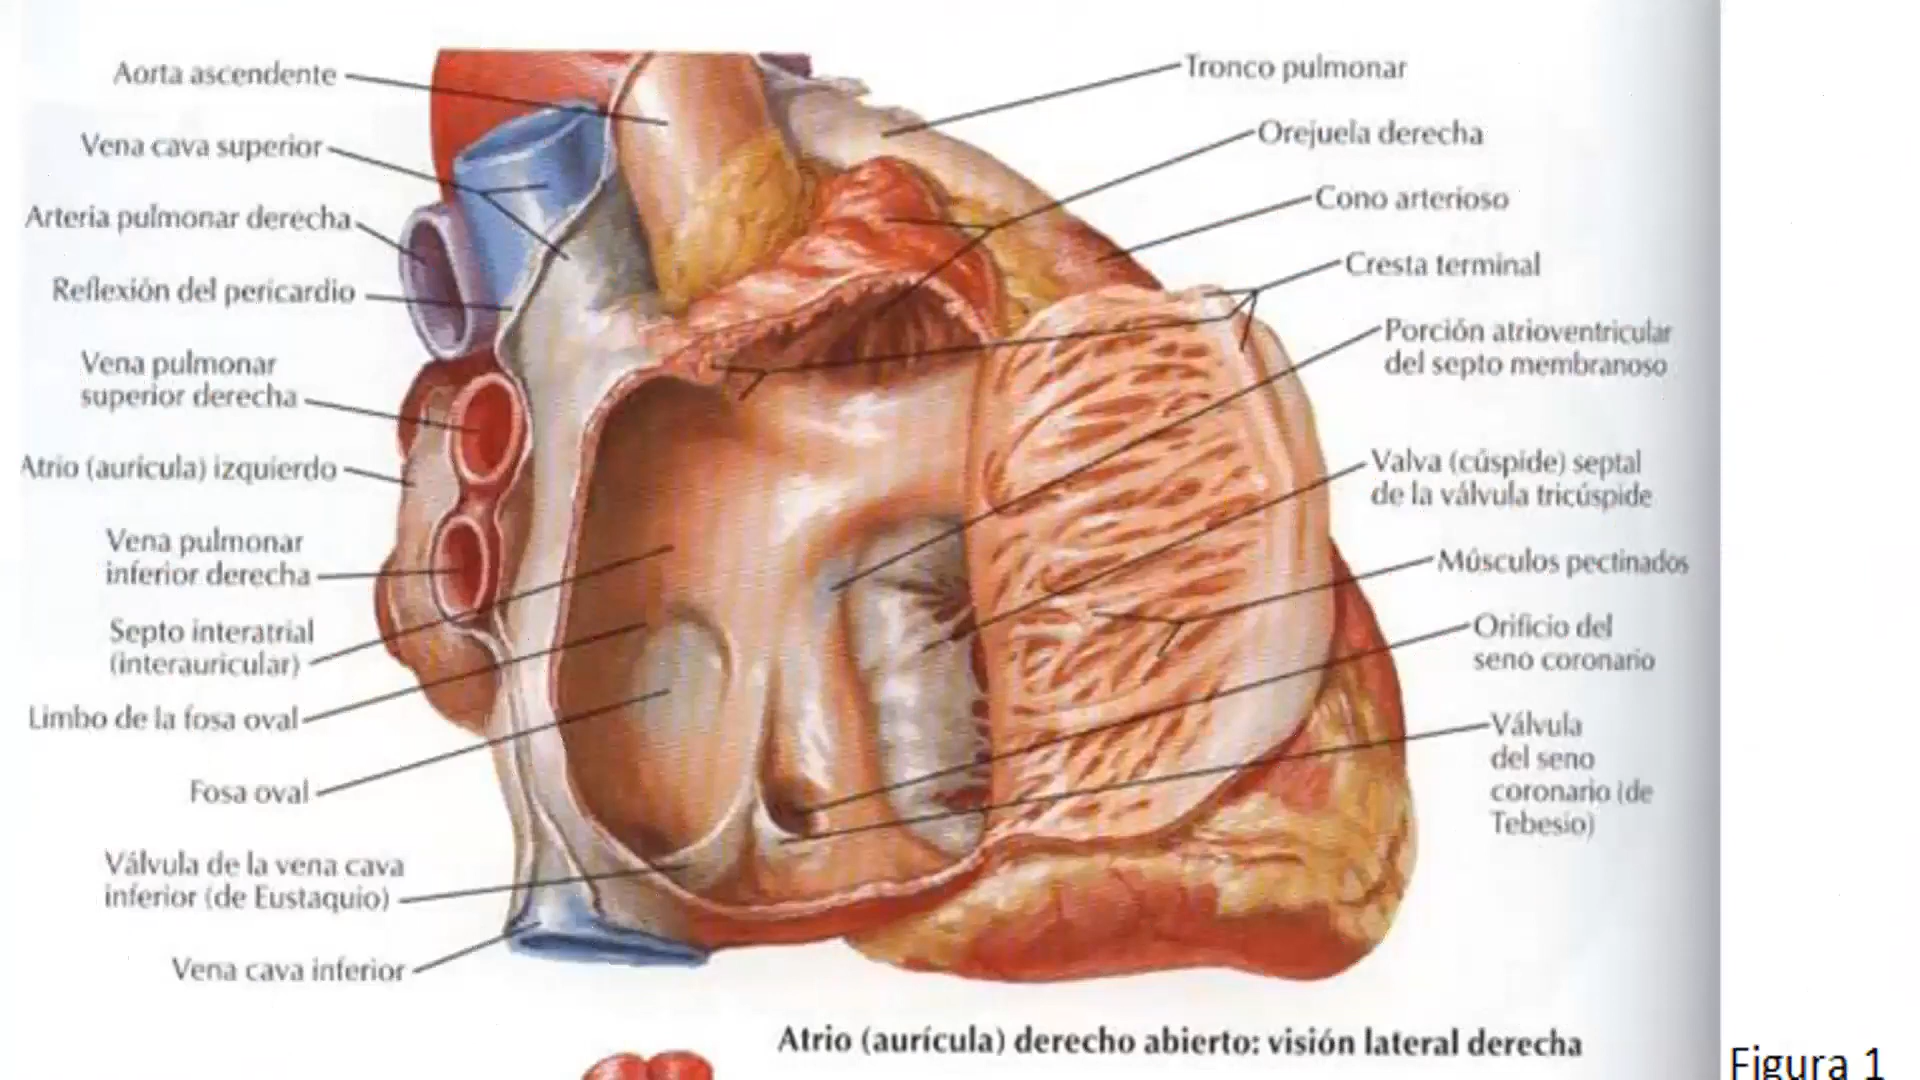 Aorta ascendente
Vena cava superior
Arteria pulmonar derecha
Reflexión del pericardio
Vena pulmonar
superior derecha
Atrio (aurícula) izquierdo
Vena pulmonar
inferior derecha
Septo interatrial
(interauricular)
Limbo de la fosa oval
Fosa oval
Válvula de la vena cava
inferior (de Eustaquio)
Vena cava inferior
Tronco pulmonar
Orejuela derecha
Cono arterioso
Cresta terminal
Porción atrioventricular
del septo membranoso
Valva (cúspide) septal
de la válvula tricúspide
Músculos pectinados
Orificio del
seno coronario
Válvula
del seno
coronario (de
Tebesio)
Atrio (aurícula) derecho abierto: visión lateral derecha
Figura 1